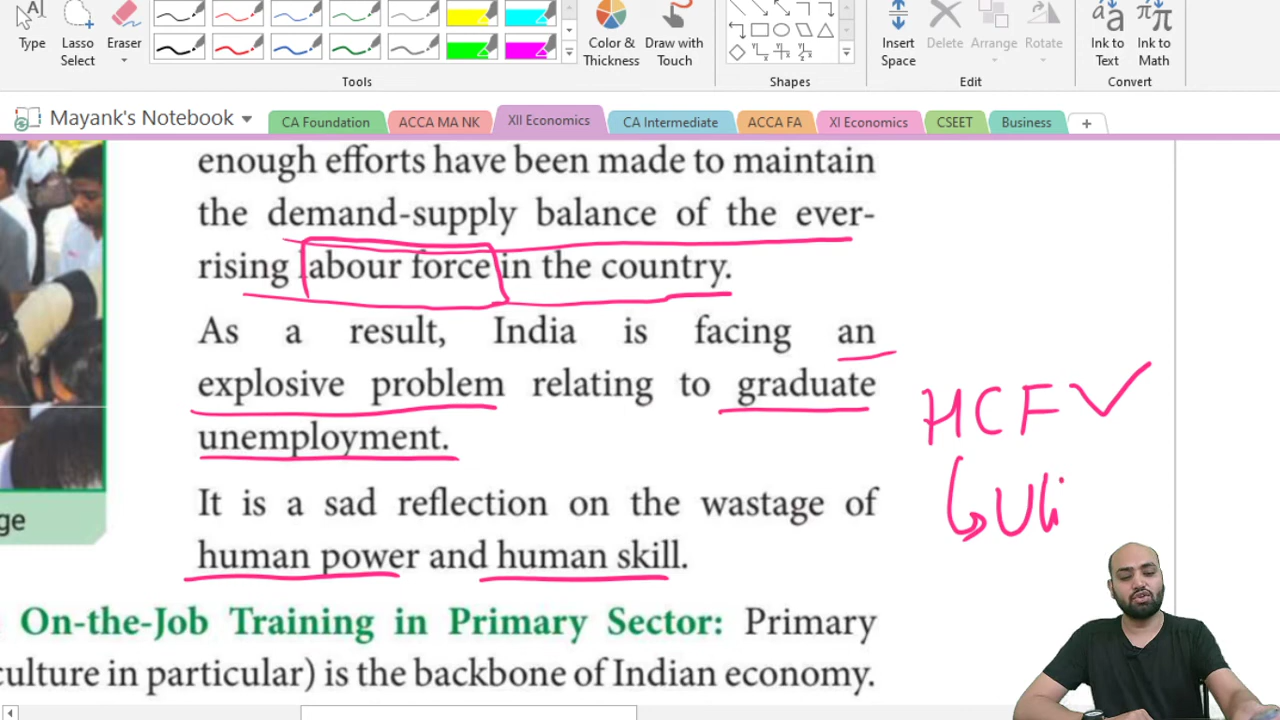 Type
Lasso
Select
Eraser
Color &
Thickness
Draw with
Touch
Insert
Space
Delete
Arrange
Rotate
Ink to
Text
Ink to
Math
Tools
Shapes
Edit
Convert
Mayank's Notebook
CA Foundation
ACCA MA NK
XII Economics
CA Intermediate
ACCA FA
XI Economics
CSEET
Business
enough efforts have been made to maintain
the demand-supply balance of the ever-
rising labour force in the country.
As a result, India is facing an
explosive problem relating to graduate
unemployment.
HCF
It is a sad reflection on the wastage of
human power and human skill.
ge
On-the-Job Training in Primary Sector: Primary
culture in particular) is the backbone of Indian economy.